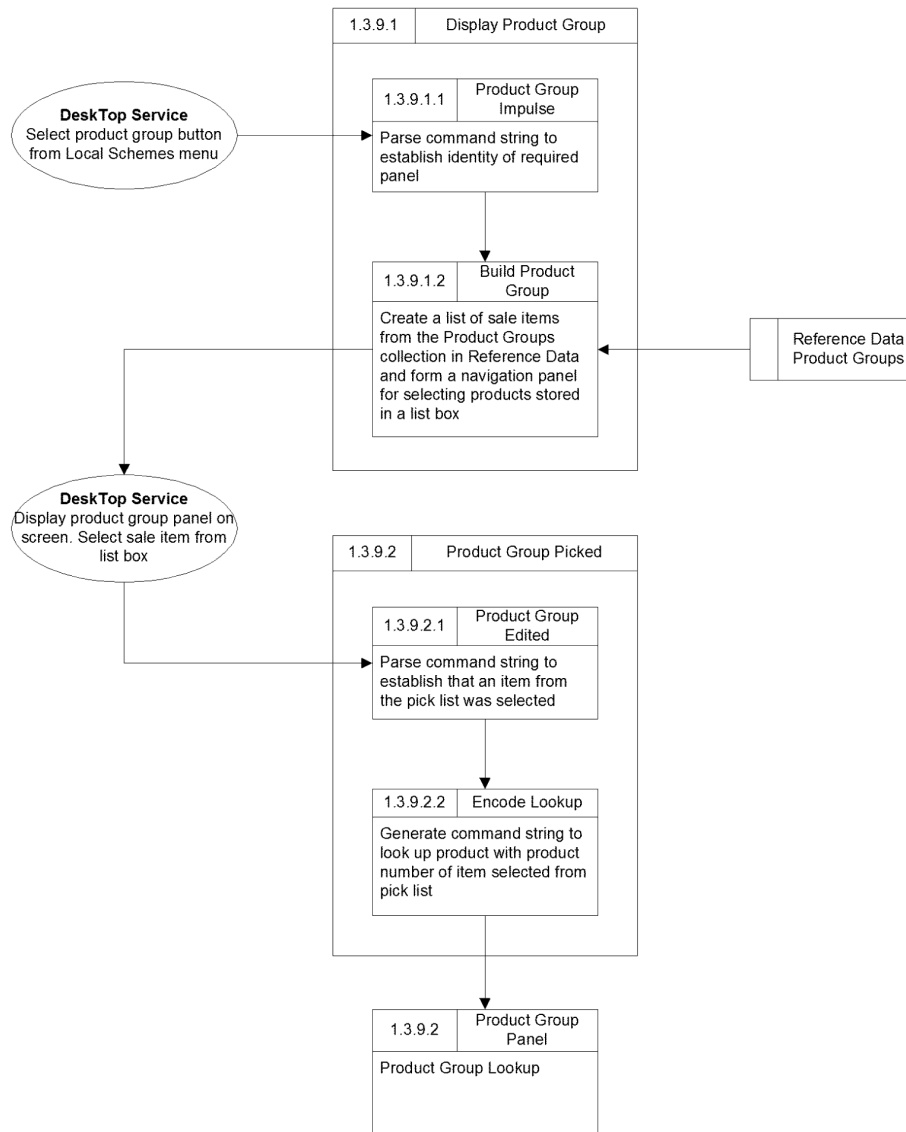 1.3.9.1
Display Product Group
1.3.9.1.1
Product Group
Impulse
DeskTop Service
Select product group button
from Local Schemes menu
Parse command string to
establish identity of required
panel
1.3.9.1.2
Build Product
Group
Create a list of sale items
from the Product Groups
collection in Reference Data
and form a navigation panel
for selecting products stored
in a list box
Reference Data
Product Groups
DeskTop Service
Display product group panel on
screen. Select sale item from
list box
1.3.9.2
Product Group Picked
1.3.9.2.1
Product Group
Edited
Parse command string to
establish that an item from
the pick list was selected
1.3.9.2.2
Encode Lookup
Generate command string to
look up product with product
number of item selected from
pick list
1.3.9.2
Product Group
Panel
Product Group Lookup